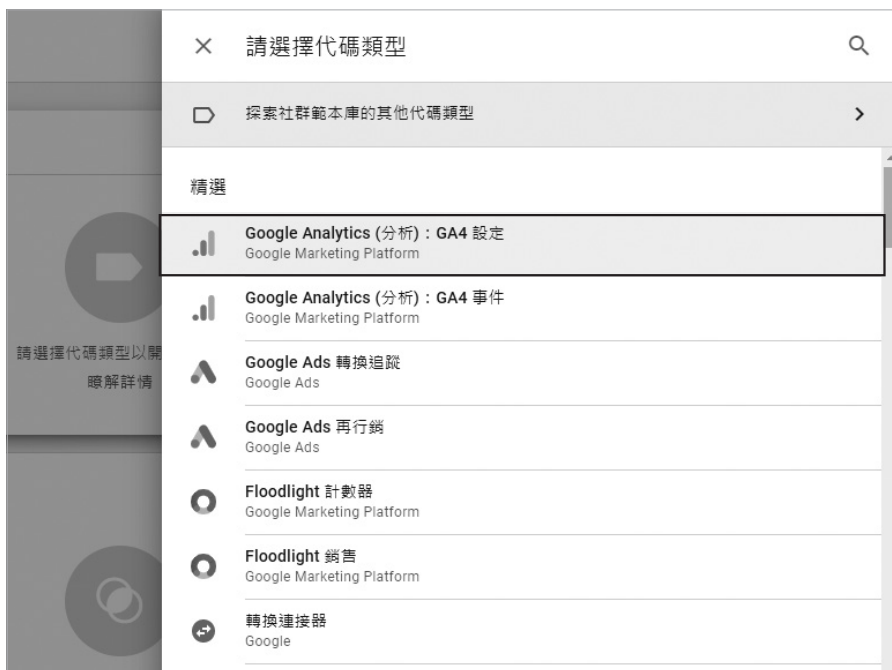 請選擇代碼類型
探索社群範本庫的其他代碼類型
精選
Google Analytics (分析)：GA4 設定
Google Marketing Platform
Google Analytics (分析)：GA4 事件
Google Marketing Platform
Google Ads 轉換追蹤
Google Ads
Google Ads 再行銷
Google Ads
Floodlight 計數器
Google Marketing Platform
Floodlight 銷售
Google Marketing Platform
轉換連接器
Google
請選擇代碼類型以開
瞭解詳情